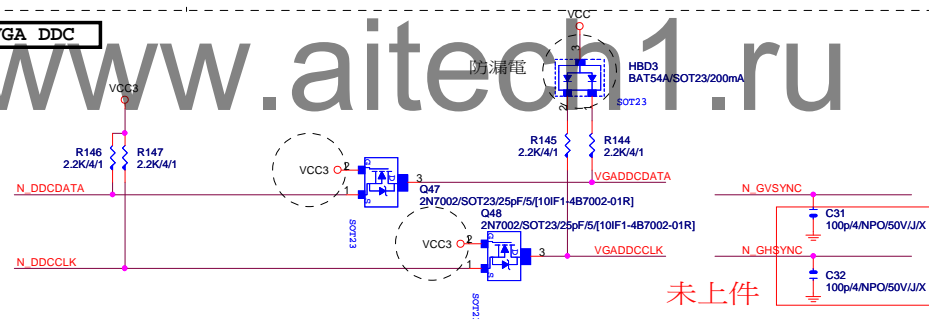 VGA DDC
www.aitech1.ru
VCC
防漏電
3
HBD3
BAT54A/SOT23/200mA
SOT23
2
1
VCC3
R146
2.2K/4/1
R147
2.2K/4/1
R145
2.2K/4/1
R144
2.2K/4/1
VCC3
2
G
D
S
1
3
N_DDCDATA
VGADDCDATA
Q47
2N7002/SOT23/25pF/5/[10IF1-4B7002-01R]
SOT23
Q48
2N7002/SOT23/25pF/5/[10IF1-4B7002-01R]
VCC3
2
G
D
S
1
3
N_DDCCLK
VGADDCCLK
SOT23
N_GVSYNC
C31
100p/4/NPO/50V/J/X
N_GHSYNC
C32
100p/4/NPO/50V/J/X
未上件